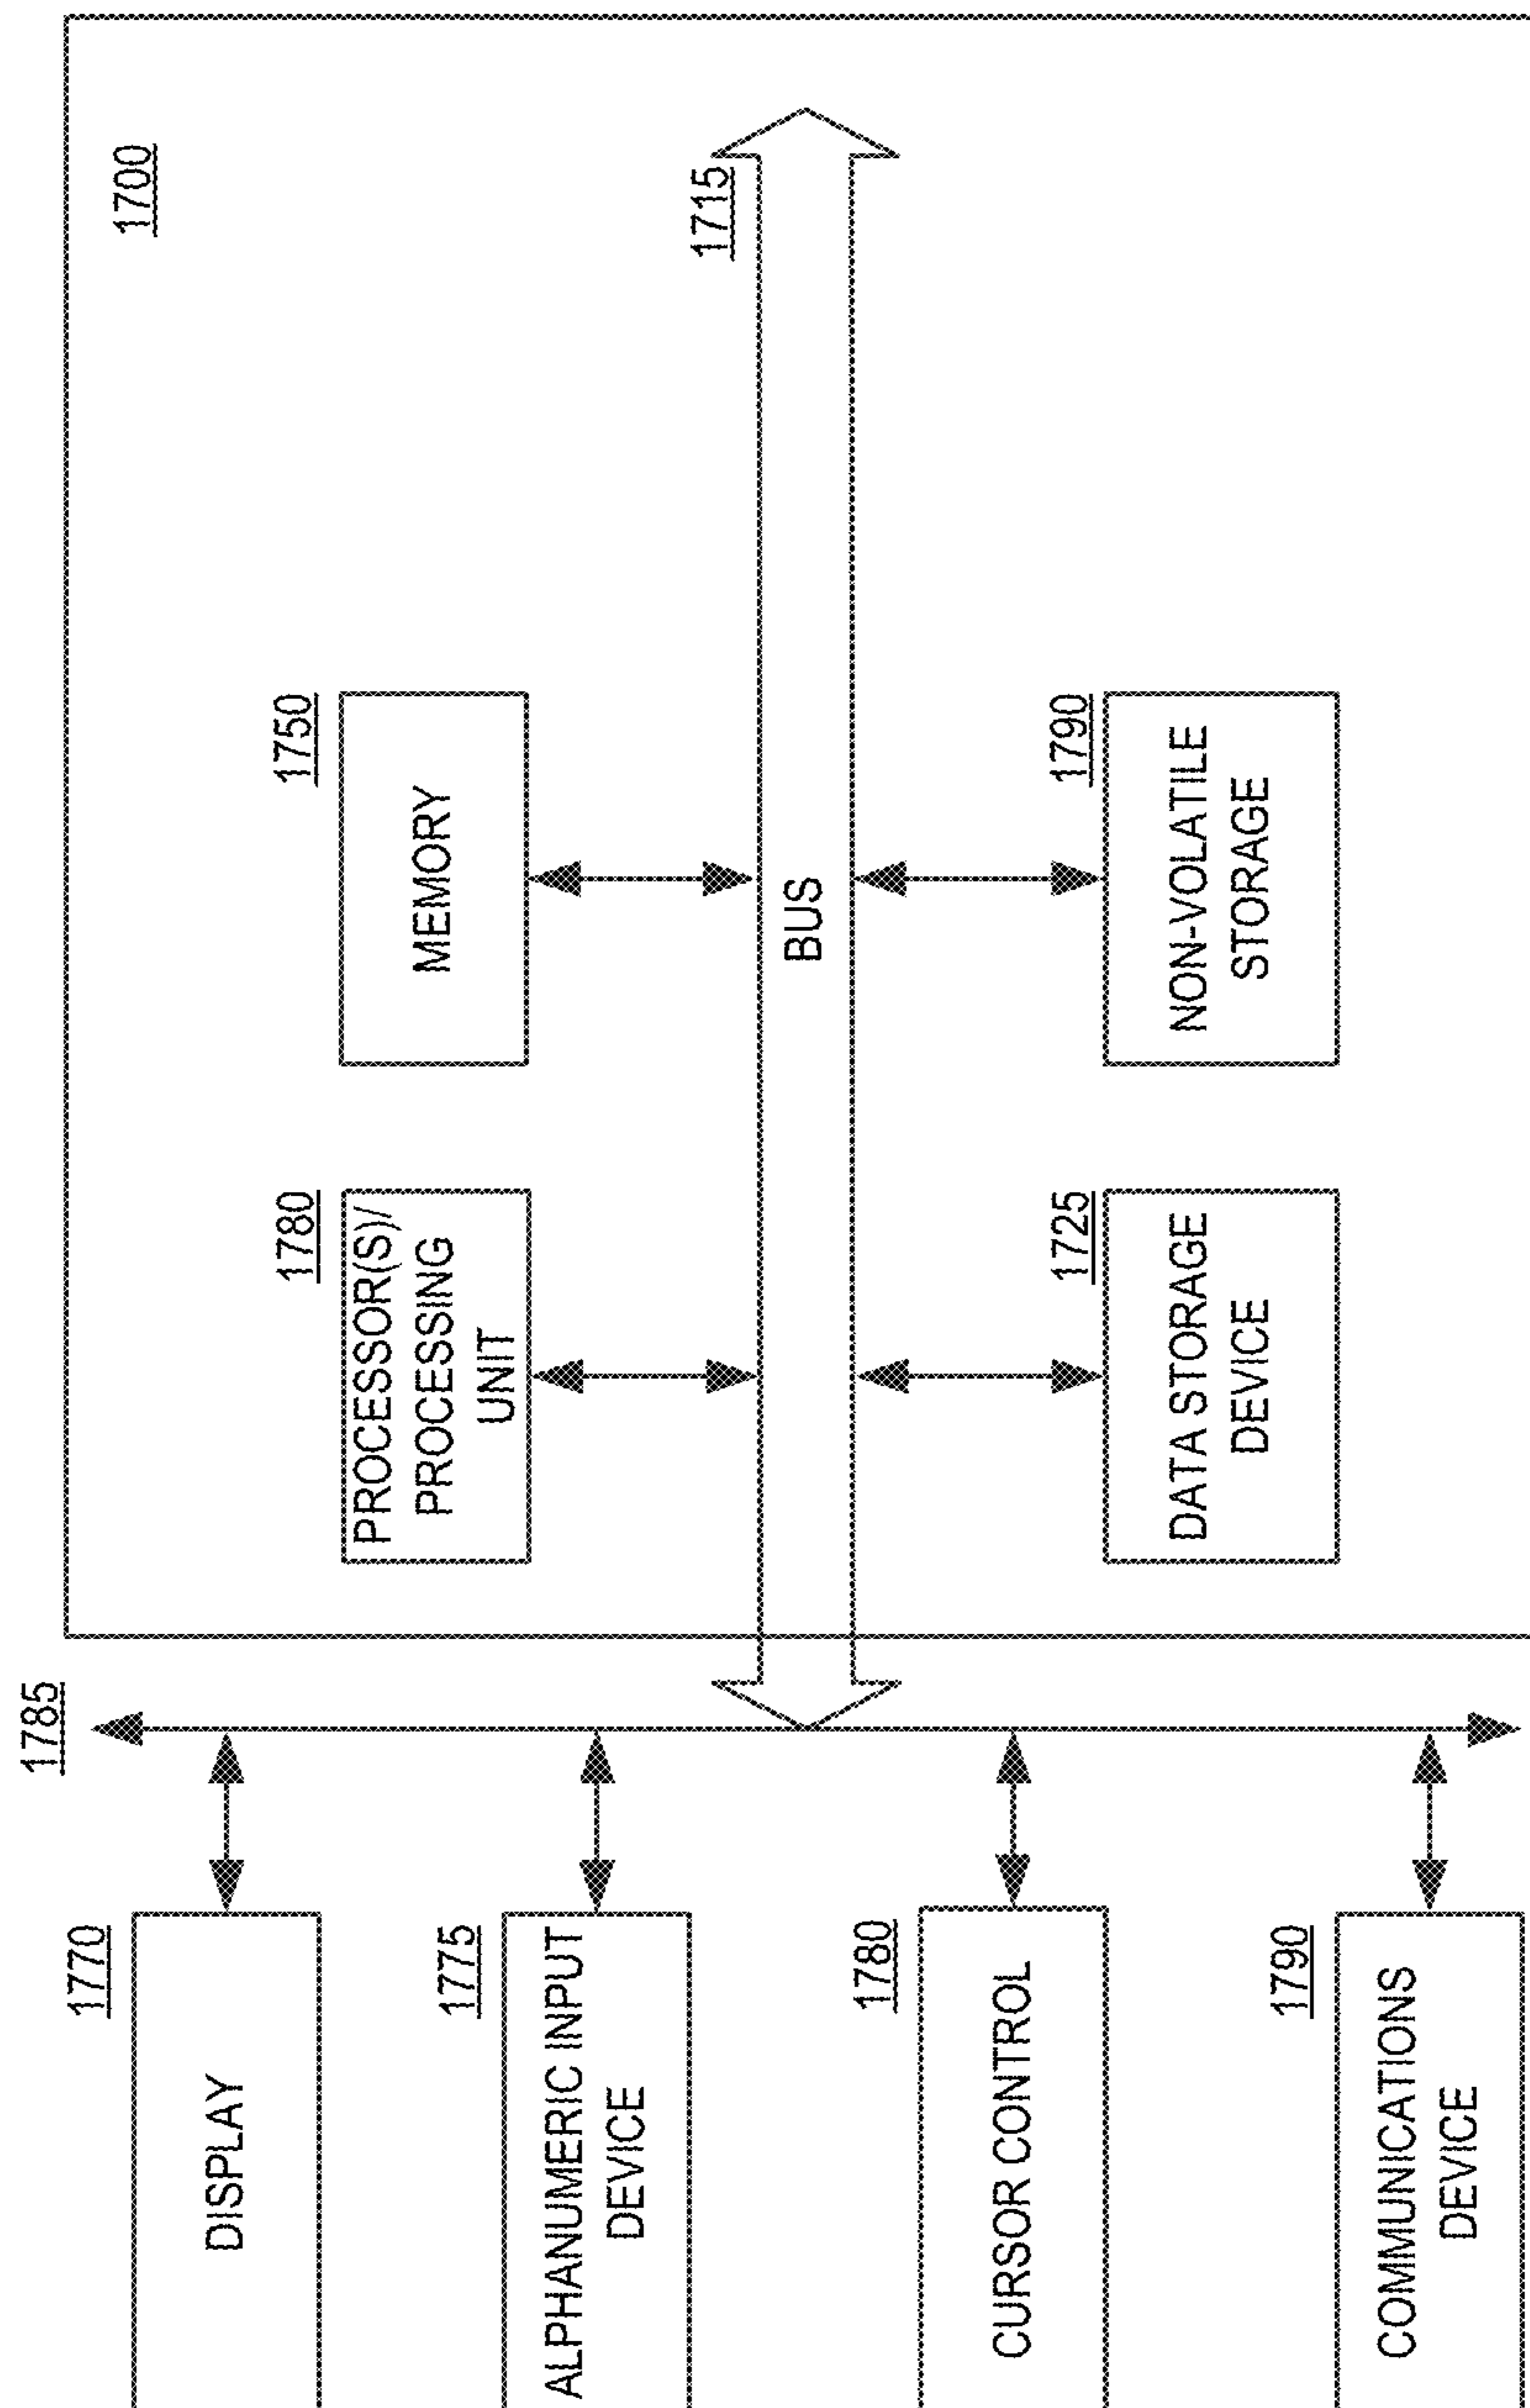 1700
1715
1750
MEMORY
1780
PROCESSOR(S)/
PROCESSING
UNIT
BUS
1790
NON-VOLATILE
STORAGE
1725
DATA STORAGE
DEVICE
1785
1770
DISPLAY
1775
ALPHANUMERIC INPUT
DEVICE
1780
CURSOR CONTROL
1790
COMMUNICATIONS
DEVICE